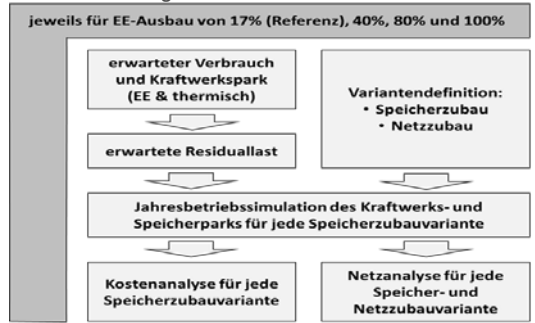 jeweils für EE-Ausbau von 17% (Referenz), 40%, 80% und 100%
erwarteter Verbrauch
und Kraftwerkspark
(EE & thermisch)
Variantendefinition:
• Speicherzubau
• Netzzubau
erwartete Residuallast
Jahresbetriebssimulation des Kraftwerks- und
Speicherparks für jede Speicherzubauvariante
Kostenanalyse für jede
Speicherzubauvariante
Netzanalyse für jede
Speicher- und
Netzzubauvariante